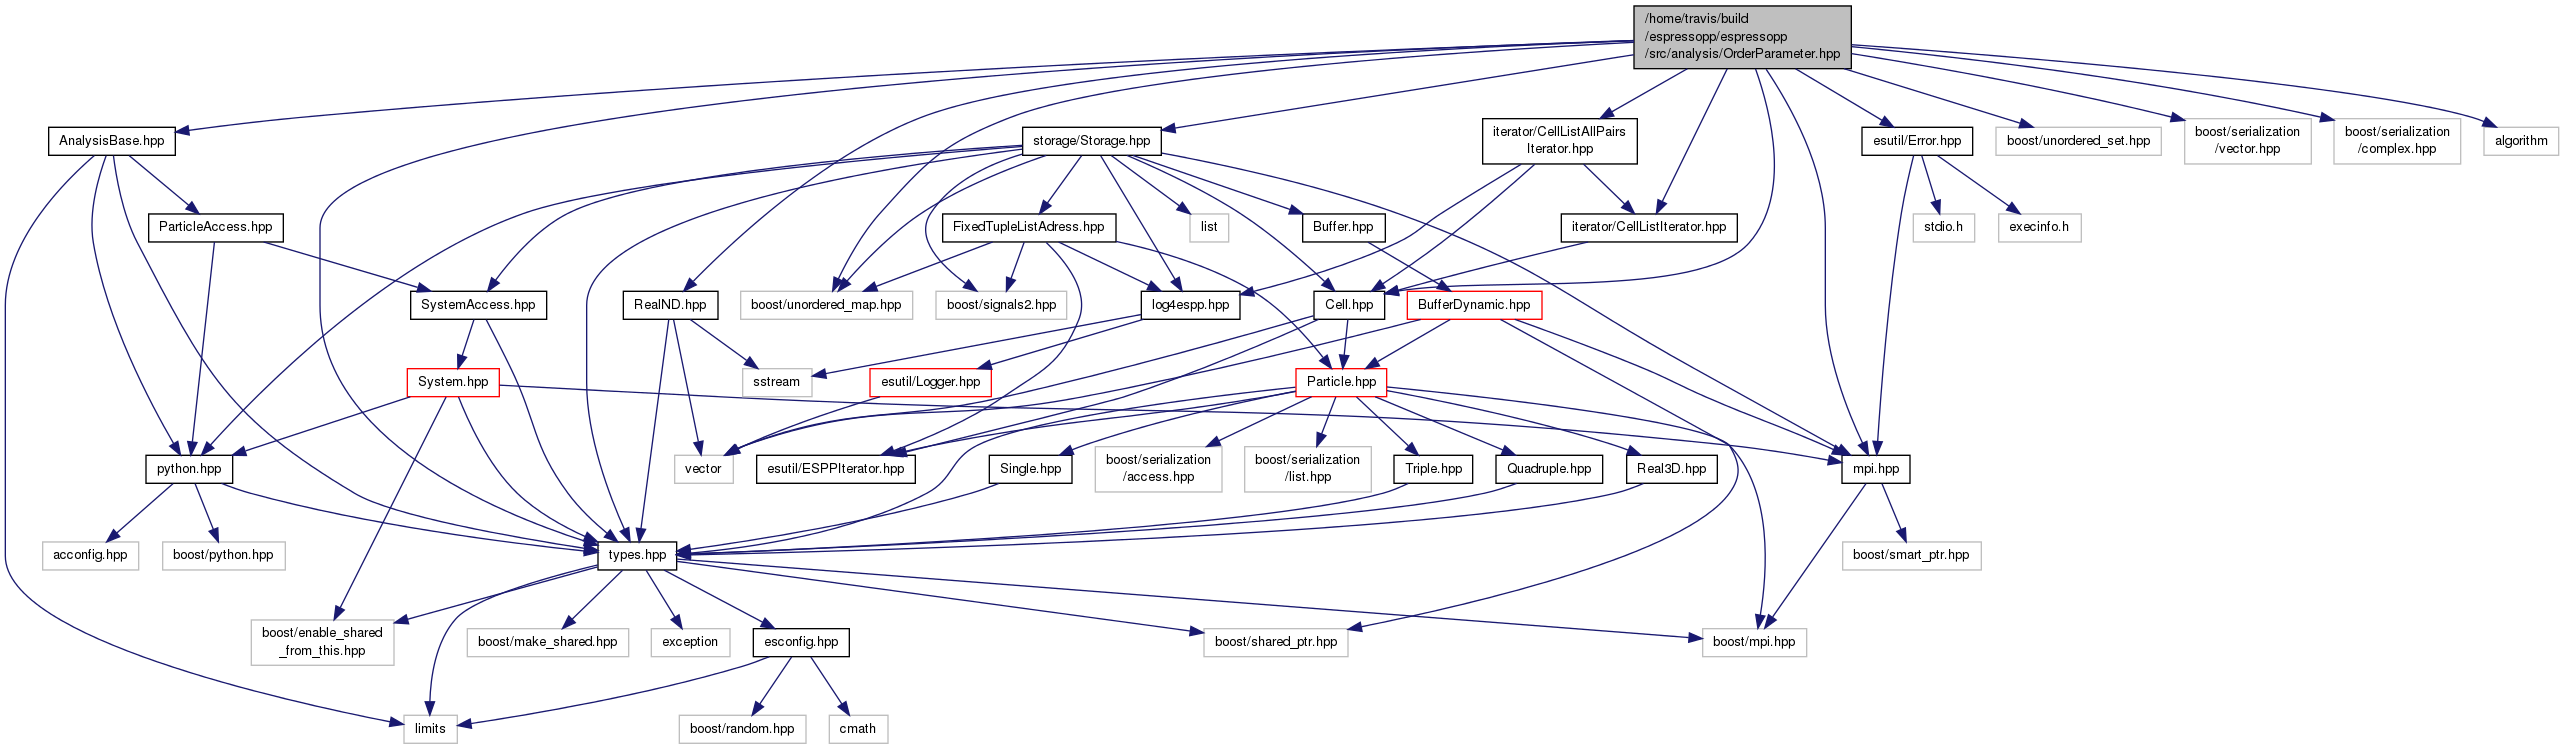 /home/travis/build
/espressopp/espressopp
/src/analysis/OrderParameter.hpp
AnalysisBase.hpp
storage/Storage.hpp
iterator/CellListAllPairs
Iterator.hpp
esutil/Error.hpp
boost/unordered_set.hpp
boost/serialization
/vector.hpp
boost/serialization
/complex.hpp
algorithm
ParticleAccess.hpp
FixedTupleListAdress.hpp
list
Buffer.hpp
iterator/CellListIterator.hpp
stdio.h
execinfo.h
SystemAccess.hpp
RealND.hpp
boost/unordered_map.hpp
boost/signals2.hpp
log4espp.hpp
Cell.hpp
BufferDynamic.hpp
System.hpp
sstream
esutil/Logger.hpp
Particle.hpp
python.hpp
vector
esutil/ESPPIterator.hpp
Single.hpp
boost/serialization
/access.hpp
boost/serialization
/list.hpp
Triple.hpp
Quadruple.hpp
Real3D.hpp
mpi.hpp
acconfig.hpp
boost/python.hpp
types.hpp
boost/smart_ptr.hpp
boost/enable_shared
_from_this.hpp
boost/make_shared.hpp
exception
esconfig.hpp
boost/shared_ptr.hpp
boost/mpi.hpp
limits
boost/random.hpp
cmath